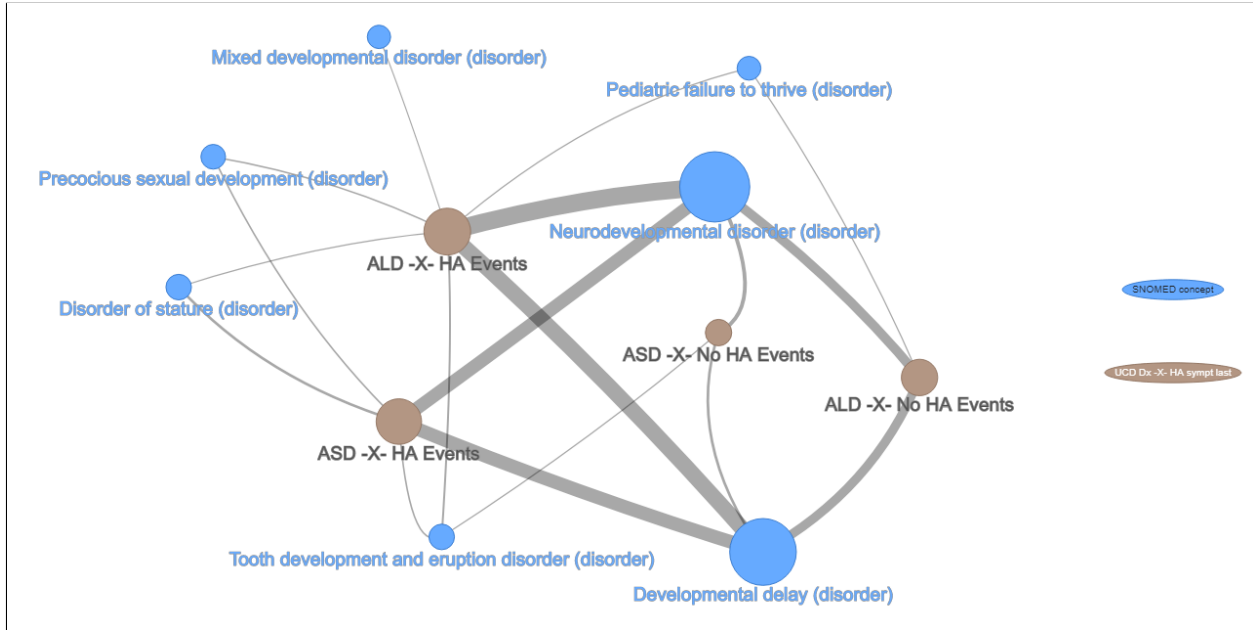 Mixed developmental disorder (disorder)
Pediatric failure to thrive (disorder)
Precocious sexual development (disorder)
Neurodevelopmental disorder (disorder)
ALD -X- HA Events
SNOMED concept
Disorder of stature (disorder)
ASD -X- No HA Events
UCD Dx -X- HA sympt last
ALD -X- No HA Events
ASD -X- HA Events
Tooth development and eruption disorder (disorder)
Developmental delay (disorder)